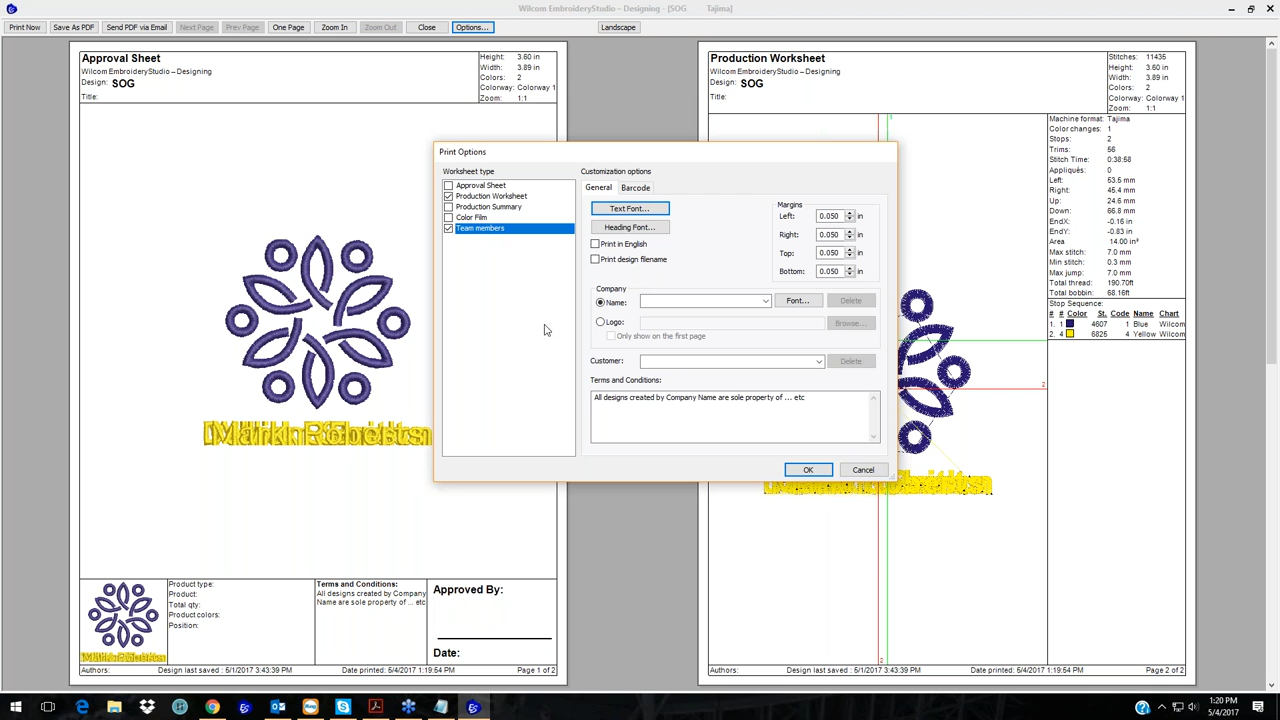 Wilcom EmbroideryStudio – Designing - [SOG Tajima]
Print Now Save As PDF Send PDF via Email Next Page Prev Page One Page Zoom In Zoom Out Close Options... Landscape
Approval Sheet
Wilcom EmbroideryStudio – Designing
Design: SOG
Title:
Height: 3.60 in
Width: 3.89 in
Colors: 2
Colorway: Colorway 1
Zoom: 1:1
Production Worksheet
Wilcom EmbroideryStudio – Designing
Design: SOG
Title:
Stitches: 11435
Height: 3.60 in
Width: 3.89 in
Colors: 2
Colorway: Colorway 1
Zoom: 1:1
Machine format: Tajima
Color changes: 1
Stops: 2
Trims: 56
Stitch Time: 0:38:58
Appliqués: 0
Left: 53.5 mm
Right: 45.4 mm
Up: 24.6 mm
Down: 66.8 mm
EndX: -0.16 in
EndY: -0.83 in
Area 14.00 in²
Max stitch: 7.0 mm
Min stitch: 0.3 mm
Max jump: 7.0 mm
Total thread: 190.70ft
Total bobbin: 68.16ft
Stop Sequence:
# # Color St. Code Name Chart
1. 1 4607 1 Blue Wilcom
2. 4 6825 4 Yellow Wilcom
1
2
2
Print Options
Worksheet type
Approval Sheet
Production Worksheet
Production Summary
Color Film
Team members
Customization options
General Barcode
Text Font...
Heading Font...
Print in English
Print design filename
Margins
Left: 0.050 in
Right: 0.050 in
Top: 0.050 in
Bottom: 0.050 in
Company
Name: Font... Delete
Logo: Browse...
Only show on the first page
Customer: Delete
Terms and Conditions:
All designs created by Company Name are sole property of ... etc
OK Cancel
Product type:
Product:
Total qty:
Product colors:
Position:
Terms and Conditions:
All designs created by Company
Name are sole property of ... etc
Approved By:
Date:
Authors: Design last saved : 5/1/2017 3:43:39 PM Date printed: 5/4/2017 1:19:54 PM Page 1 of 2
Authors: Design last saved : 5/1/2017 3:43:39 PM Date printed: 5/4/2017 1:19:54 PM Page 2 of 2
1:20 PM
5/4/2017